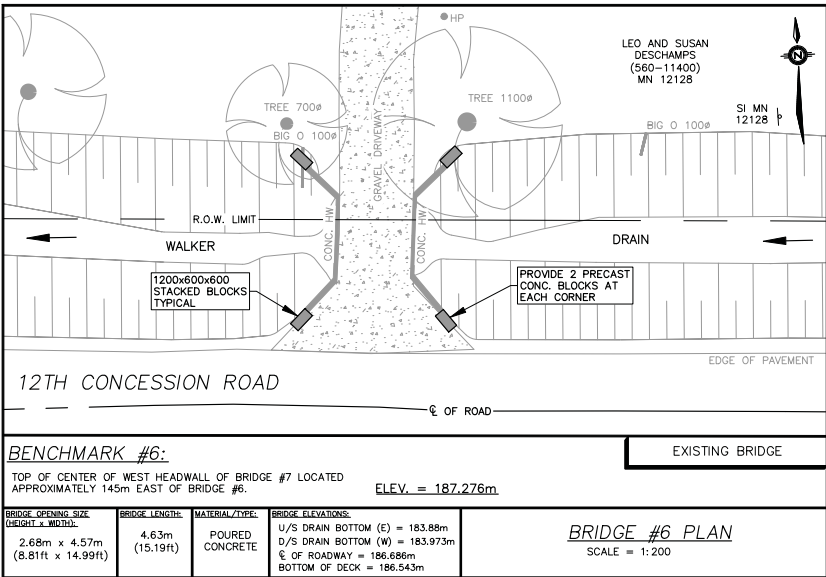 HP
LEO AND SUSAN
DESCHAMPS
(560-11400)
MN 12128
N
SI MN
12128
TREE 700ø
BIG O 100ø
TREE 1100ø
BIG O 100ø
GRAVEL DRIVEWAY
R.O.W. LIMIT
CONC. HW
CONC. HW
WALKER
DRAIN
1200x600x600
STACKED BLOCKS
TYPICAL
PROVIDE 2 PRECAST
CONC. BLOCKS AT
EACH CORNER
EDGE OF PAVEMENT
12TH CONCESSION ROAD
℄ OF ROAD
BENCHMARK #6:
TOP OF CENTER OF WEST HEADWALL OF BRIDGE #7 LOCATED
APPROXIMATELY 145m EAST OF BRIDGE #6.
ELEV. = 187.276m
EXISTING BRIDGE
BRIDGE OPENING SIZE
(HEIGHT x WIDTH):
2.68m x 4.57m
(8.81ft x 14.99ft)
BRIDGE LENGTH:
4.63m
(15.19ft)
MATERIAL/TYPE:
POURED
CONCRETE
BRIDGE ELEVATIONS:
U/S DRAIN BOTTOM (E) = 183.88m
D/S DRAIN BOTTOM (W) = 183.973m
℄ OF ROADWAY = 186.686m
BOTTOM OF DECK = 186.543m
BRIDGE #6 PLAN
SCALE = 1:200